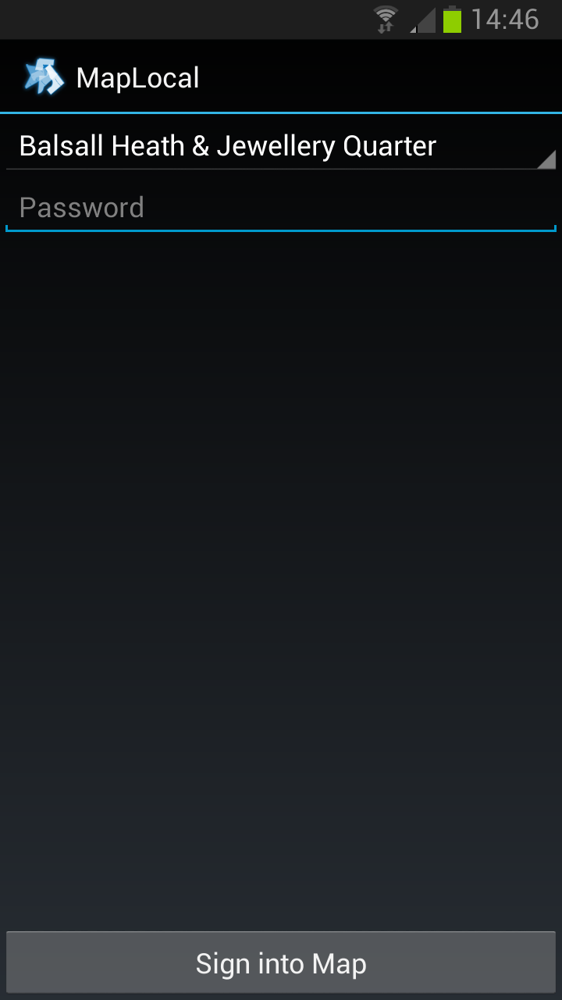 14:46
MapLocal
Balsall Heath & Jewellery Quarter
Password
Sign into Map